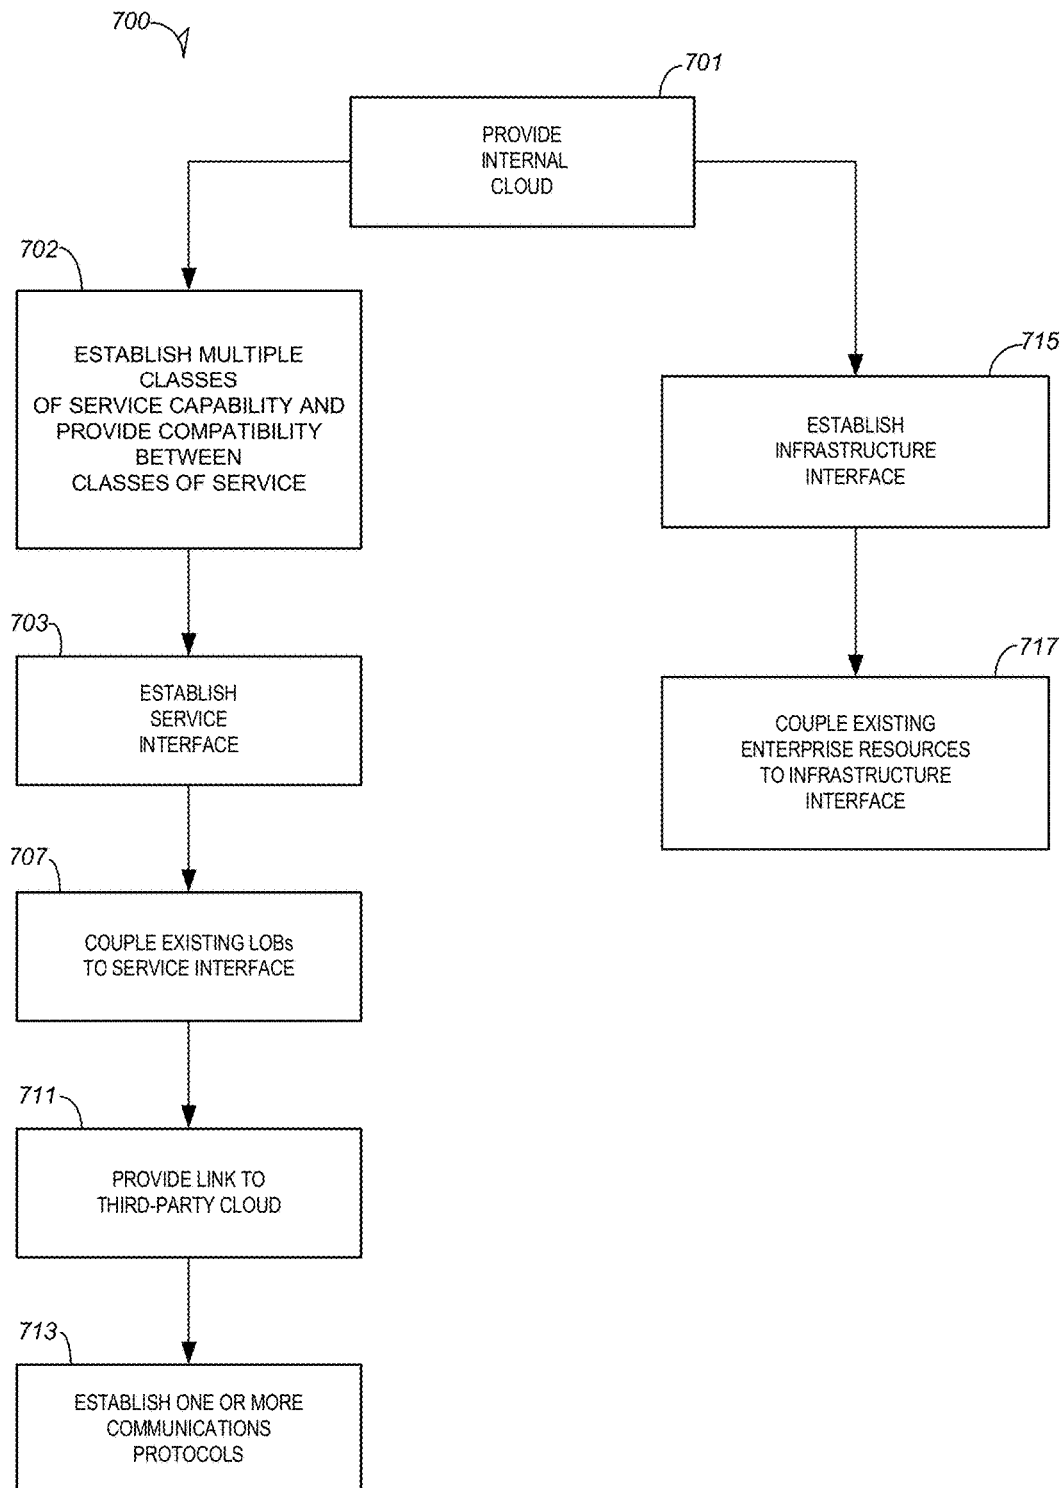 700
701
PROVIDE
INTERNAL
CLOUD
702
ESTABLISH MULTIPLE
CLASSES
OF SERVICE CAPABILITY AND
PROVIDE COMPATIBILITY
BETWEEN
CLASSES OF SERVICE
703
ESTABLISH
SERVICE
INTERFACE
707
COUPLE EXISTING LOBs
TO SERVICE INTERFACE
711
PROVIDE LINK TO
THIRD-PARTY CLOUD
713
ESTABLISH ONE OR MORE
COMMUNICATIONS
PROTOCOLS
715
ESTABLISH
INFRASTRUCTURE
INTERFACE
717
COUPLE EXISTING
ENTERPRISE RESOURCES
TO INFRASTRUCTURE
INTERFACE